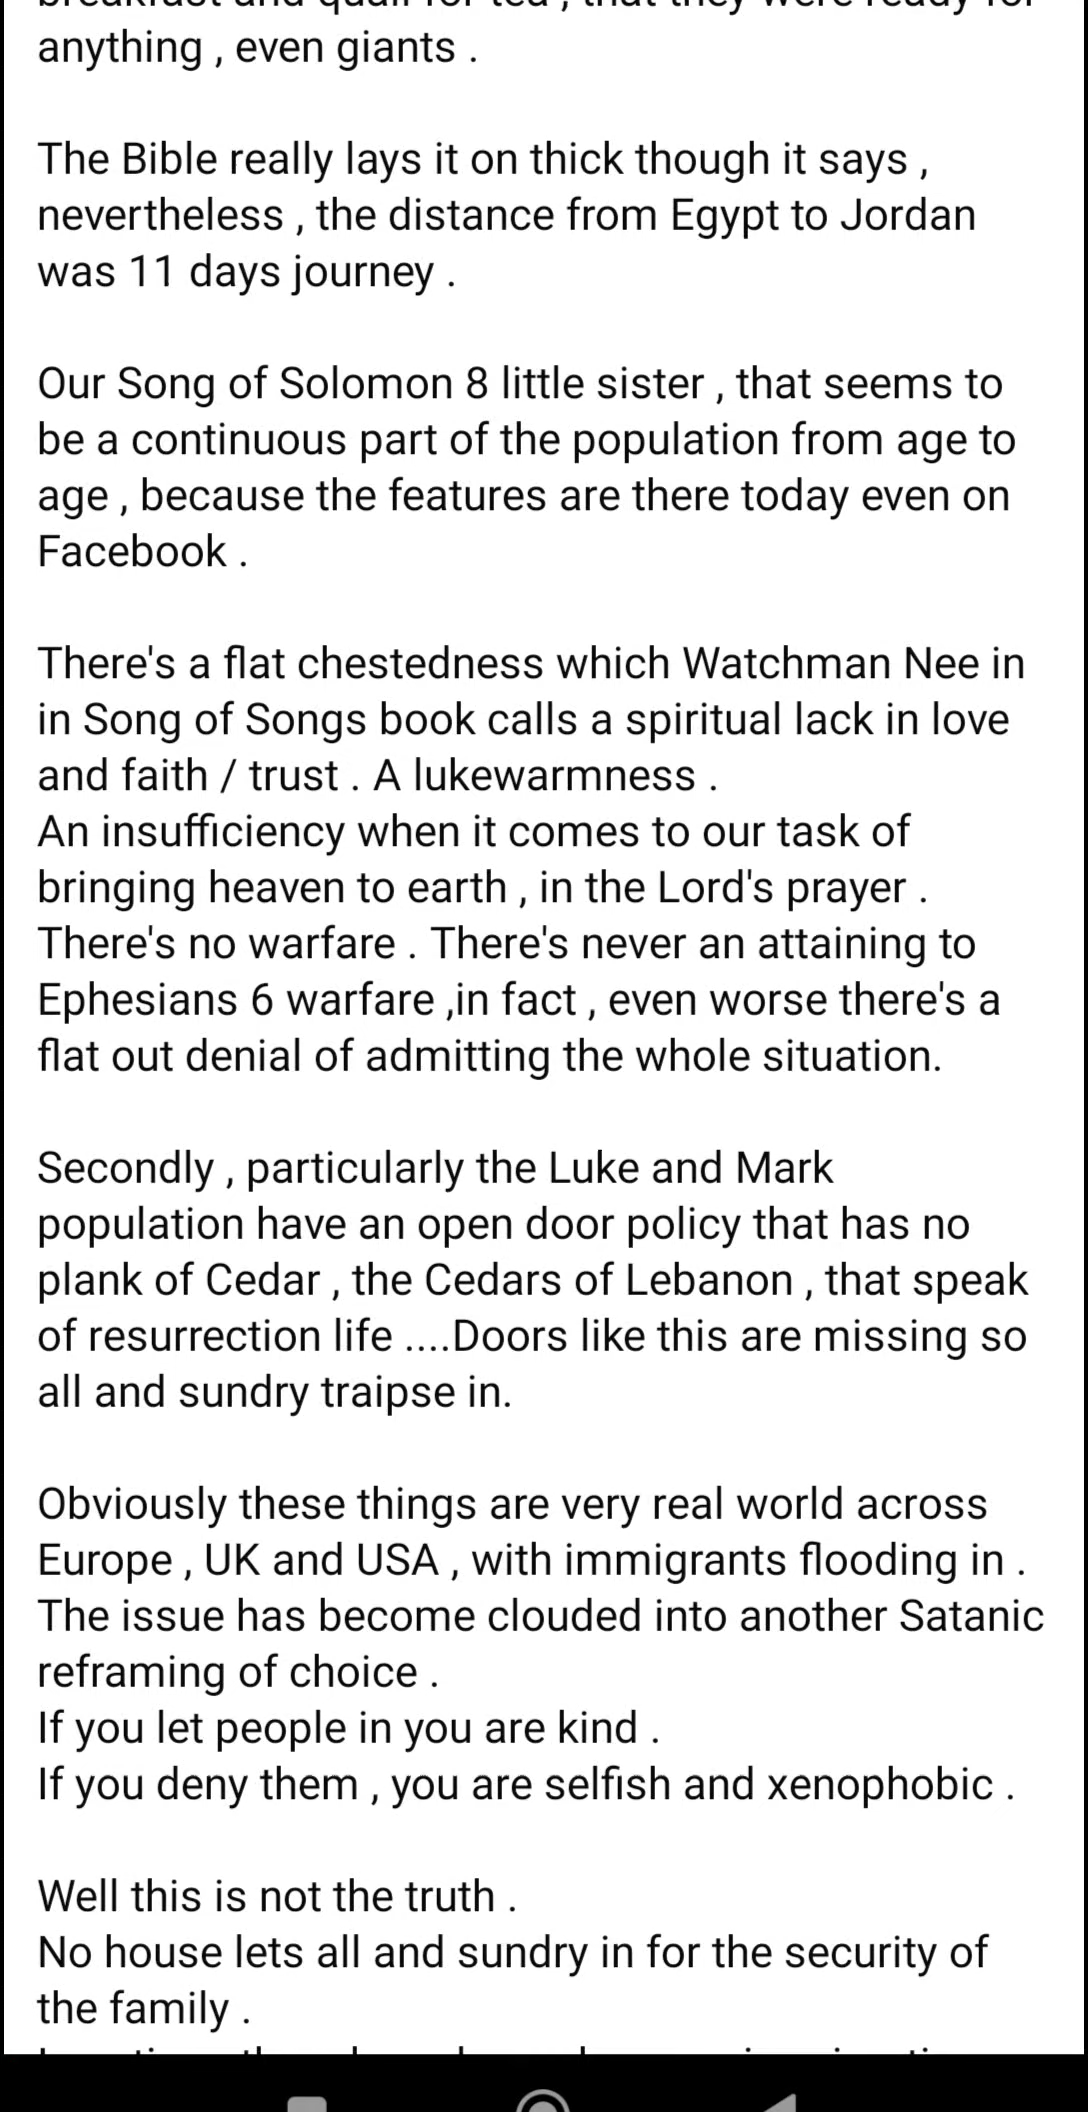 breakfast and quail for tea , that they were ready for
anything , even giants .
The Bible really lays it on thick though it says ,
nevertheless , the distance from Egypt to Jordan
was 11 days journey .
Our Song of Solomon 8 little sister , that seems to
be a continuous part of the population from age to
age , because the features are there today even on
Facebook .
There's a flat chestedness which Watchman Nee in
in Song of Songs book calls a spiritual lack in love
and faith / trust . A lukewarmness .
An insufficiency when it comes to our task of
bringing heaven to earth , in the Lord's prayer .
There's no warfare . There's never an attaining to
Ephesians 6 warfare ,in fact , even worse there's a
flat out denial of admitting the whole situation.
Secondly , particularly the Luke and Mark
population have an open door policy that has no
plank of Cedar , the Cedars of Lebanon , that speak
of resurrection life ....Doors like this are missing so
all and sundry traipse in.
Obviously these things are very real world across
Europe , UK and USA , with immigrants flooding in .
The issue has become clouded into another Satanic
reframing of choice .
If you let people in you are kind .
If you deny them , you are selfish and xenophobic .
Well this is not the truth .
No house lets all and sundry in for the security of
the family .